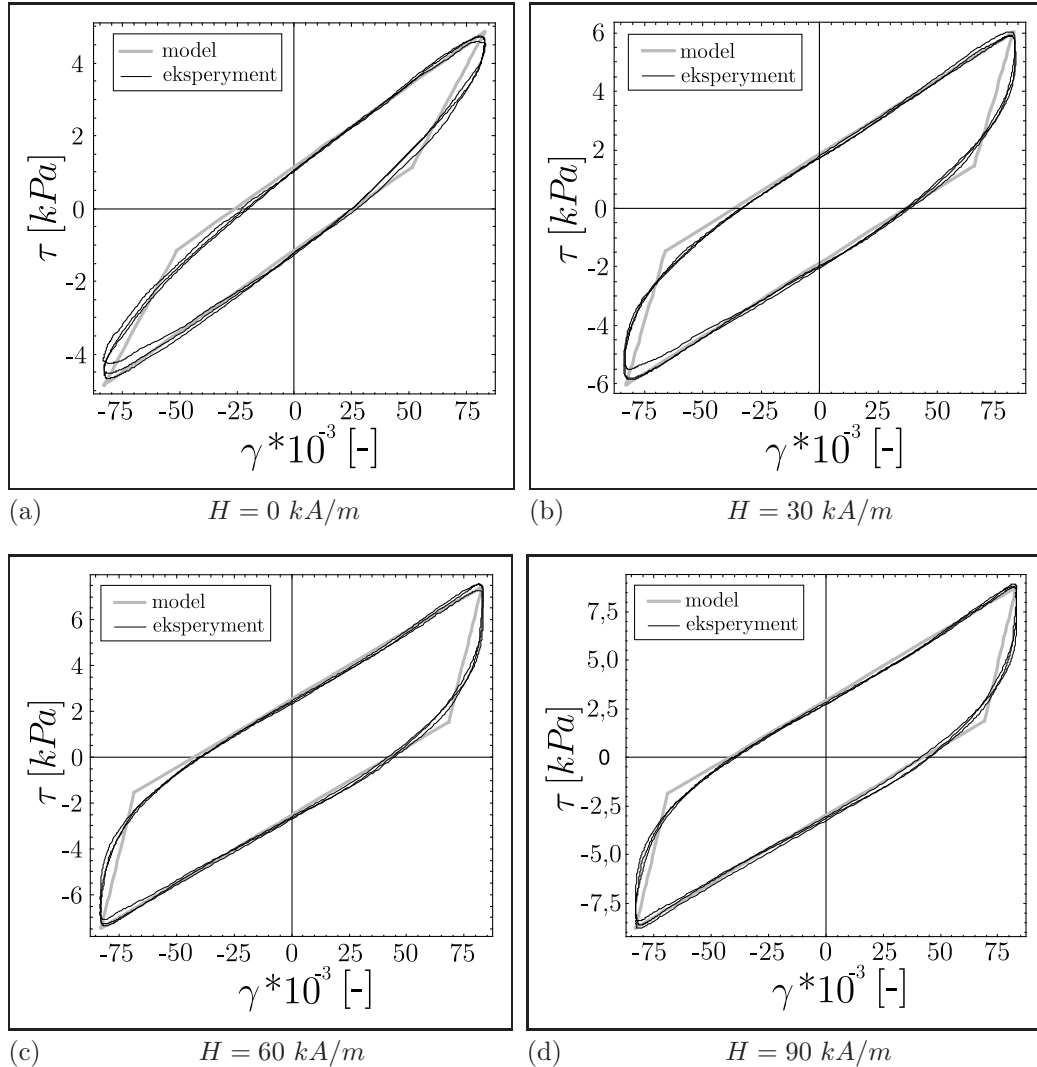 model
eksperyment
4
2
0
-2
-4
τ [kPa]
-75 -50 -25 0 25 50 75
γ*10⁻³ [-]
(a) H = 0 kA/m
model
eksperyment
6
4
2
0
-2
-4
-6
τ [kPa]
-75 -50 -25 0 25 50 75
γ*10⁻³ [-]
(b) H = 30 kA/m
model
eksperyment
6
4
2
0
-2
-4
-6
τ [kPa]
-75 -50 -25 0 25 50 75
γ*10⁻³ [-]
(c) H = 60 kA/m
model
eksperyment
7,5
5,0
2,5
0
-2,5
-5,0
-7,5
τ [kPa]
-75 -50 -25 0 25 50 75
γ*10⁻³ [-]
(d) H = 90 kA/m